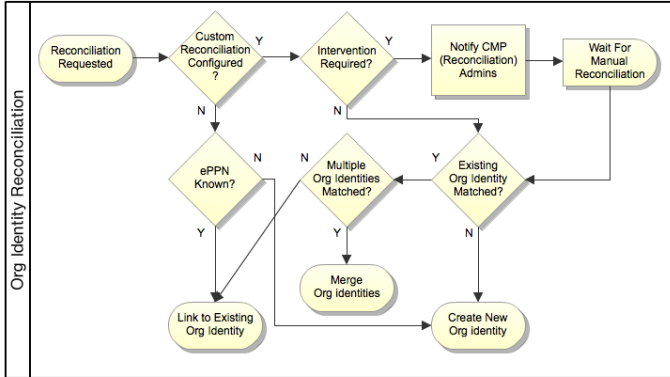 Org Identity Reconciliation
Reconciliation
Requested
Custom
Reconciliation
Configured
?
Y
Intervention
Required?
Y
Notify CMP
(Reconciliation)
Admins
Wait For
Manual
Reconciliation
N
N
ePPN
Known?
N
N
Multiple
Org Identities
Matched?
Y
Existing
Org Identity
Matched?
Y
Y
N
Merge
Org identities
Link to Existing
Org Identity
Create New
Org identity